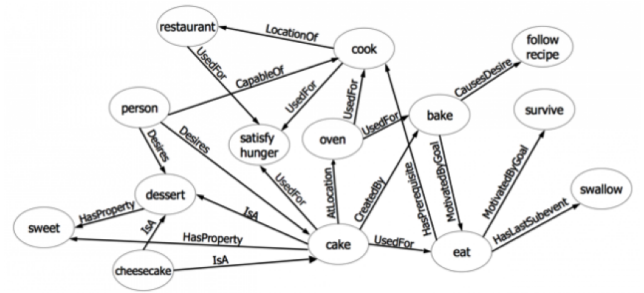 restaurant
LocationOf
cook
follow
recipe
UsedFor
CapableOf
UsedFor
UsedFor
CausesDesire
person
satisfy
hunger
oven
UsedFor
bake
survive
Desires
Desires
UsedFor
AtLocation
CreatedBy
HasPrerequisite
MotivatedByGoal
MotivatedByGoal
dessert
swallow
HasProperty
IsA
HasLastSubevent
sweet
IsA
HasProperty
cake
UsedFor
eat
cheesecake
IsA